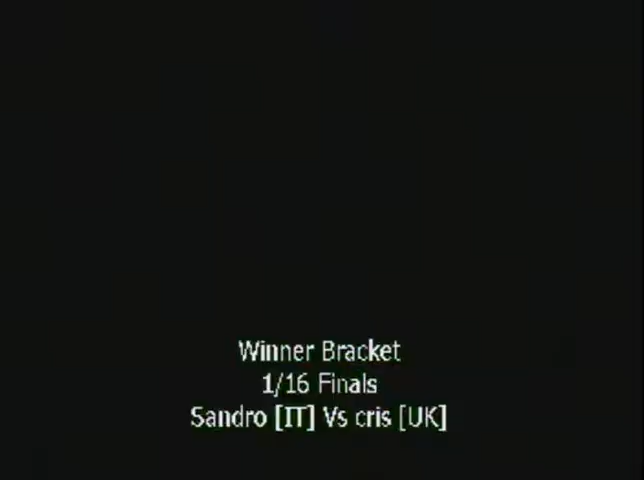 Winner Bracket
1/16 Finals
Sandro [IT] Vs cris [UK]